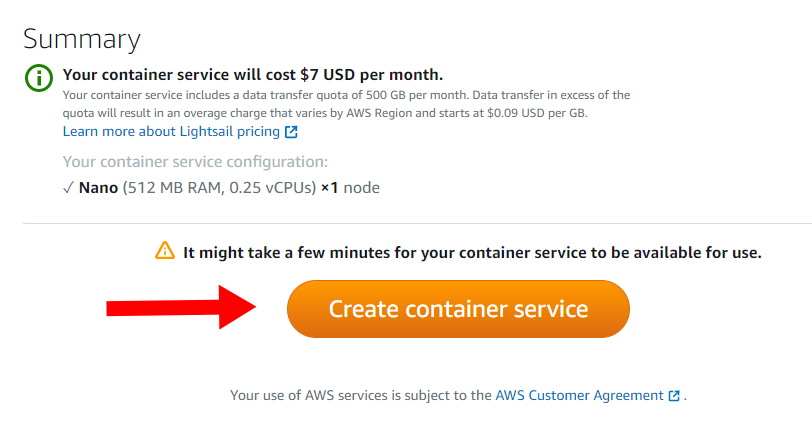 Summary
Your container service will cost $7 USD per month.
Your container service includes a data transfer quota of 500 GB per month. Data transfer in excess of the
quota will result in an overage charge that varies by AWS Region and starts at $0.09 USD per GB.
Learn more about Lightsail pricing
Your container service configuration:
✓ Nano (512 MB RAM, 0.25 vCPUs) ×1 node
It might take a few minutes for your container service to be available for use.
Create container service
Your use of AWS services is subject to the AWS Customer Agreement .